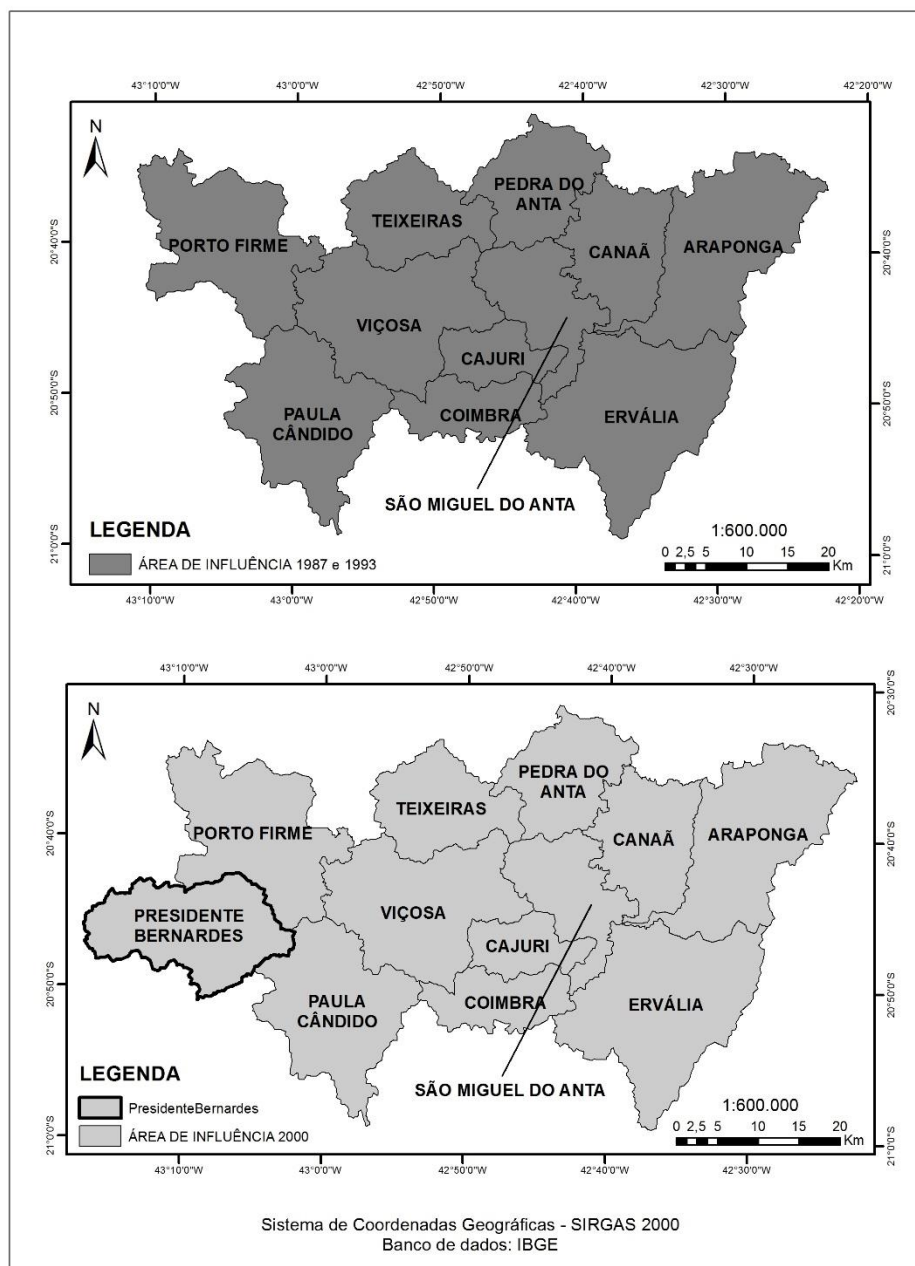 43°10'0"W 43°0'0"W 42°50'0"W 42°40'0"W 42°30'0"W 42°20'0"W
N
PEDRA DO
ANTA
TEIXEIRAS
PORTO FIRME
CANAÃ
ARAPONGA
20°40'0"S
20°40'0"S
VIÇOSA
CAJURI
20°50'0"S
20°50'0"S
PAULA
CÂNDIDO
COIMBRA
ERVÁLIA
SÃO MIGUEL DO ANTA
LEGENDA
ÁREA DE INFLUÊNCIA 1987 e 1993
1:600.000
0 2,5 5 10 15 20
Km
21°0'0"S
21°0'0"S
43°10'0"W 43°0'0"W 42°50'0"W 42°40'0"W 42°30'0"W 42°20'0"W
43°10'0"W 43°0'0"W 42°50'0"W 42°40'0"W 42°30'0"W
20°30'0"S
N
PEDRA DO
ANTA
TEIXEIRAS
PORTO FIRME
CANAÃ
ARAPONGA
20°40'0"S
20°40'0"S
PRESIDENTE
BERNARDES
VIÇOSA
CAJURI
20°50'0"S
20°50'0"S
PAULA
CÂNDIDO
COIMBRA
ERVÁLIA
SÃO MIGUEL DO ANTA
LEGENDA
PresidenteBernardes
ÁREA DE INFLUÊNCIA 2000
1:600.000
0 2,5 5 10 15 20
Km
21°0'0"S
21°0'0"S
43°10'0"W 43°0'0"W 42°50'0"W 42°40'0"W 42°30'0"W
Sistema de Coordenadas Geográficas - SIRGAS 2000
Banco de dados: IBGE